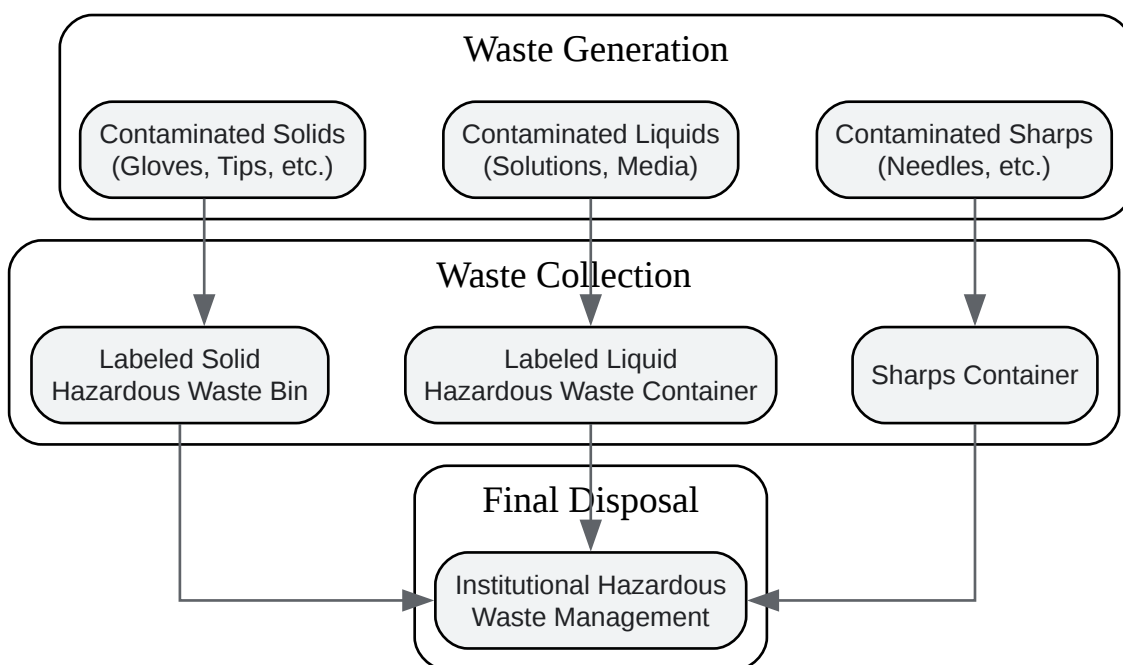 Waste Generation
Contaminated Solids
(Gloves, Tips, etc.)
Contaminated Liquids
(Solutions, Media)
Contaminated Sharps
(Needles, etc.)
Waste Collection
Labeled Solid
Hazardous Waste Bin
Labeled Liquid
Hazardous Waste Container
Sharps Container
Final Disposal
Institutional Hazardous
Waste Management